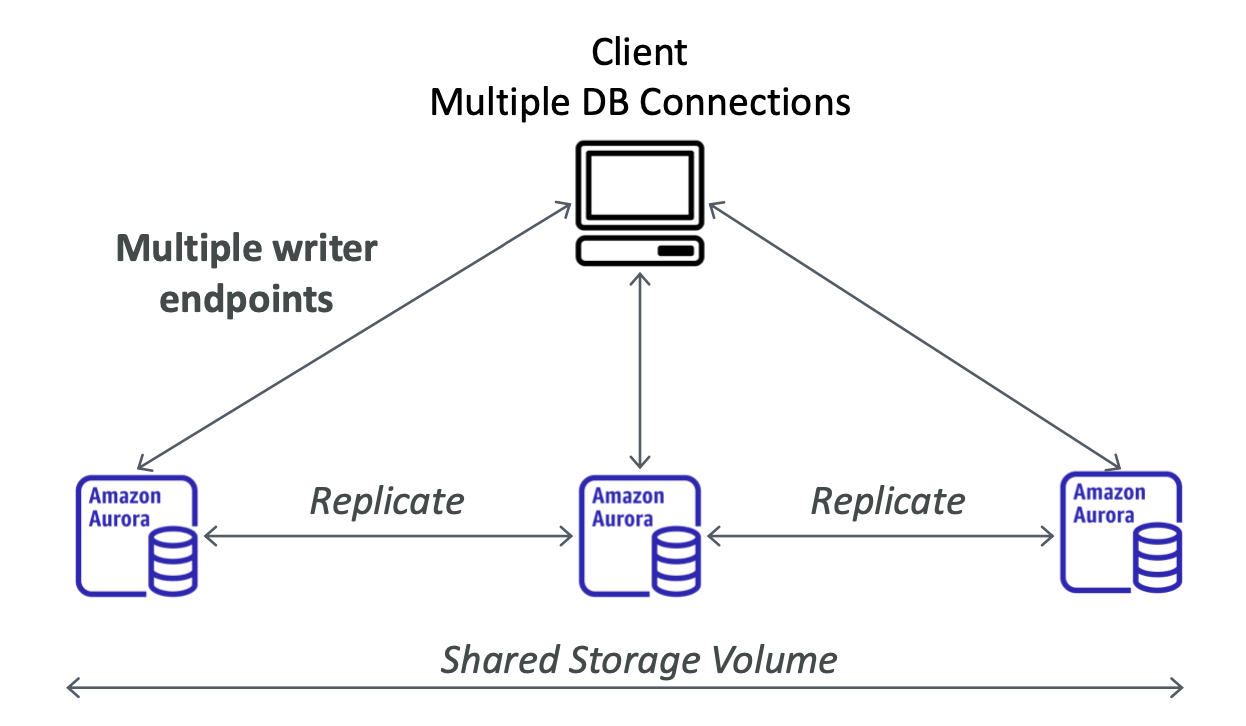 Client
Multiple DB Connections
Multiple writer
endpoints
Amazon
Aurora
Replicate
Amazon
Aurora
Replicate
Amazon
Aurora
Shared Storage Volume